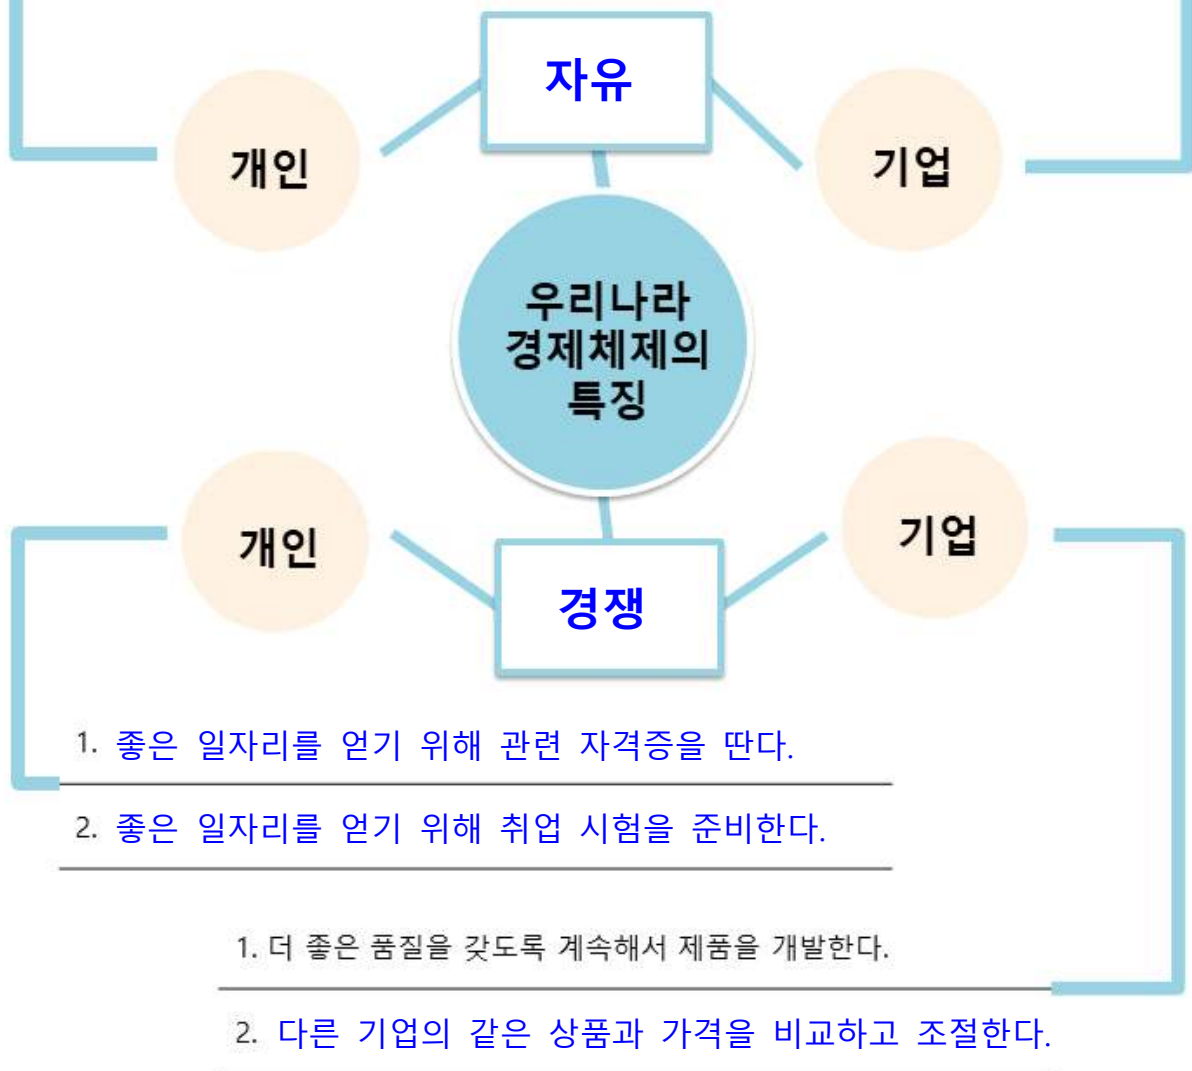 자유
개인
기업
우리나라
경제체제의
특징
개인
기업
경쟁
1. 좋은 일자리를 얻기 위해 관련 자격증을 딴다.
2. 좋은 일자리를 얻기 위해 취업 시험을 준비한다.
1. 더 좋은 품질을 갖도록 계속해서 제품을 개발한다.
2. 다른 기업의 같은 상품과 가격을 비교하고 조절한다.